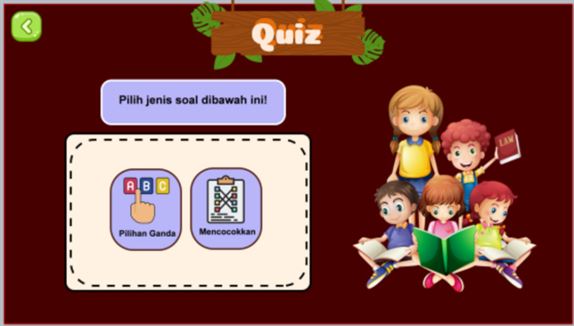 Quiz
Pilih jenis soal dibawah ini!
A B C
Pilihan Ganda
Mencocokkan
LAW